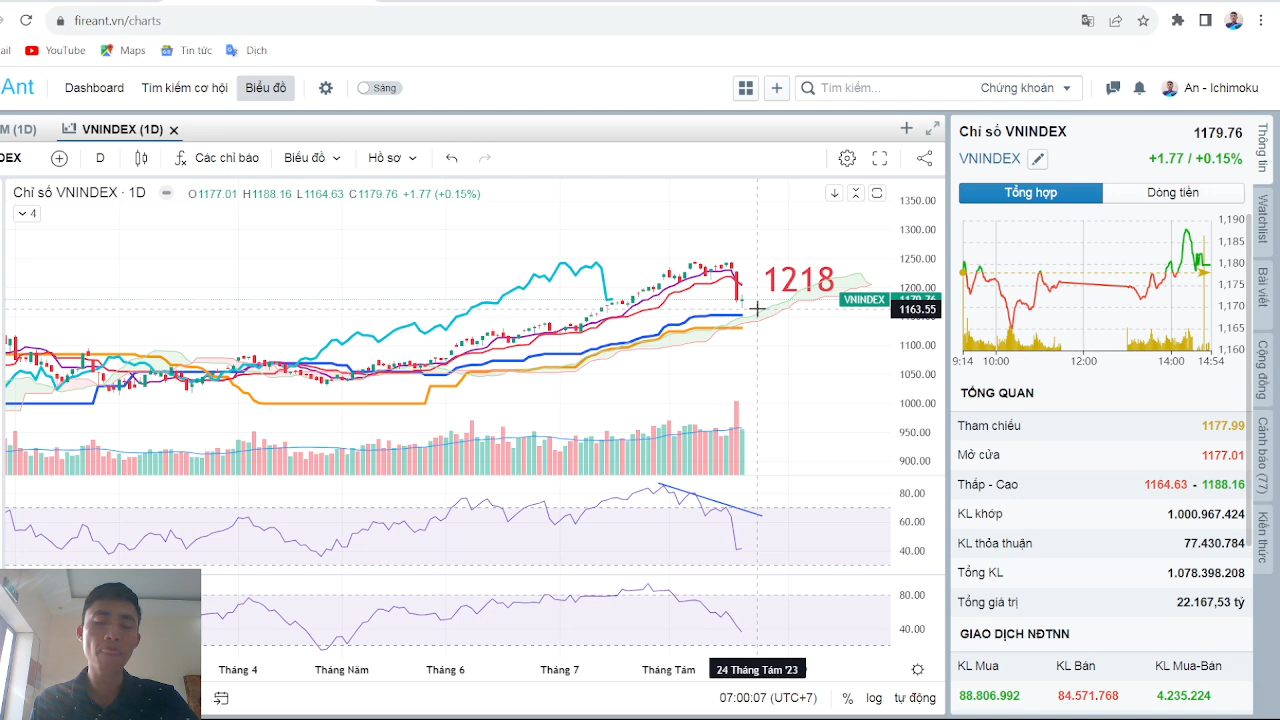 fireant.vn/charts
ail YouTube Maps Tin tức Dịch
Ant Dashboard Tìm kiếm cơ hội Biểu đồ Sáng Tìm kiếm... Chứng khoán An - Ichimoku
M (1D) VNINDEX (1D)
DEX D Các chỉ báo Biểu đồ Hồ sơ
Chỉ số VNINDEX · 1D O1177.01 H1188.16 L1164.63 C1179.76 +1.77 (+0.15%)
4
1350.00
1300.00
1250.00
1218
1200.00
VNINDEX 1179.76
1163.55
1100.00
1050.00
1000.00
950.00
900.00
80.00
60.00
40.00
80.00
40.00
Tháng 4 Tháng Năm Tháng 6 Tháng 7 Tháng Tám 24 Tháng Tám '23
07:00:07 (UTC+7) % log tự động
Chỉ số VNINDEX 1179.76
VNINDEX +1.77 / +0.15%
Tổng hợp Dòng tiền
1,190
1,185
1,180
1,175
1,170
1,165
1,160
9:14 10:00 12:00 14:00 14:54
TỔNG QUAN
Tham chiếu 1177.99
Mở cửa 1177.01
Thấp - Cao 1164.63 - 1188.16
KL khớp 1.000.967.424
KL thỏa thuận 77.430.784
Tổng KL 1.078.398.208
Tổng giá trị 22.167,53 tỷ
GIAO DỊCH NĐTNN
KL Mua KL Bán KL Mua-Bán
88.806.992 84.571.768 4.235.224
Thông tin
Watchlist
Bài viết
Cộng đồng
Cảnh báo (77)
Kiến thức